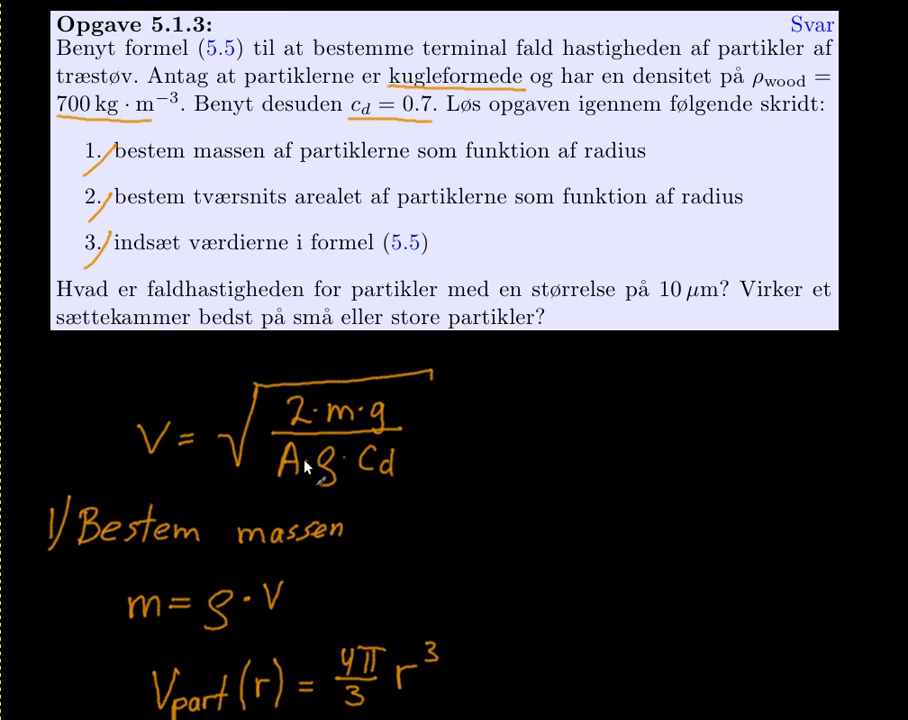 Opgave 5.1.3: Svar
Benyt formel (5.5) til at bestemme terminal fald hastigheden af partikler af
træstøv. Antag at partiklerne er kugleformede og har en densitet på ρwood =
700 kg · m⁻³. Benyt desuden c_d = 0.7. Løs opgaven igennem følgende skridt:
1. bestem massen af partiklerne som funktion af radius
2. bestem tværsnits arealet af partiklerne som funktion af radius
3. indsæt værdierne i formel (5.5)
Hvad er faldhastigheden for partikler med en størrelse på 10 μm? Virker et
sættekammer bedst på små eller store partikler?
V = √(2·m·g / A·ρ·Cd)
1) Bestem massen
m = ρ · V
Vpart(r) = 4π/3 r³